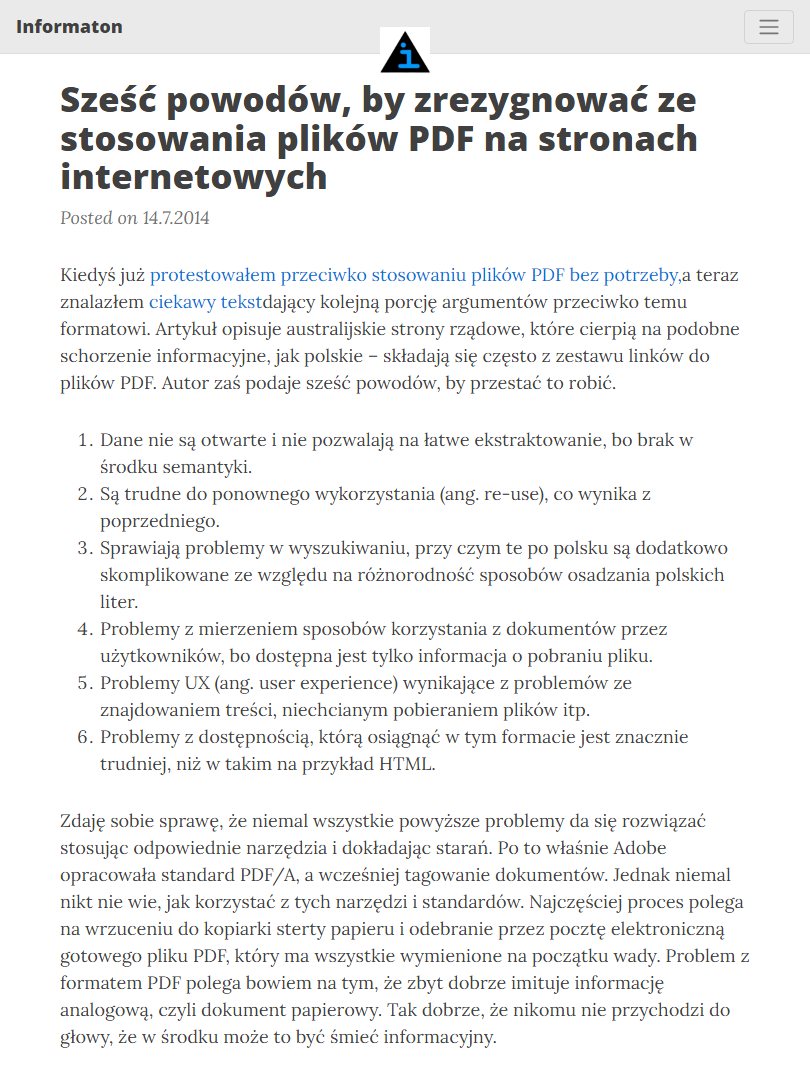 Informaton
i
Sześć powodów, by zrezygnować ze
stosowania plików PDF na stronach
internetowych
Posted on 14.7.2014
Kiedyś już protestowałem przeciwko stosowaniu plików PDF bez potrzeby,a teraz
znalazłem ciekawy tekstdający kolejną porcję argumentów przeciwko temu
formatowi. Artykuł opisuje australijskie strony rządowe, które cierpią na podobne
schorzenie informacyjne, jak polskie – składają się często z zestawu linków do
plików PDF. Autor zaś podaje sześć powodów, by przestać to robić.
1. Dane nie są otwarte i nie pozwalają na łatwe ekstraktowanie, bo brak w
środku semantyki.
2. Są trudne do ponownego wykorzystania (ang. re-use), co wynika z
poprzedniego.
3. Sprawiają problemy w wyszukiwaniu, przy czym te po polsku są dodatkowo
skomplikowane ze względu na różnorodność sposobów osadzania polskich
liter.
4. Problemy z mierzeniem sposobów korzystania z dokumentów przez
użytkowników, bo dostępna jest tylko informacja o pobraniu pliku.
5. Problemy UX (ang. user experience) wynikające z problemów ze
znajdowaniem treści, niechcianym pobieraniem plików itp.
6. Problemy z dostępnością, którą osiągnąć w tym formacie jest znacznie
trudniej, niż w takim na przykład HTML.
Zdaję sobie sprawę, że niemal wszystkie powyższe problemy da się rozwiązać
stosując odpowiednie narzędzia i dokładając starań. Po to właśnie Adobe
opracowała standard PDF/A, a wcześniej tagowanie dokumentów. Jednak niemal
nikt nie wie, jak korzystać z tych narzędzi i standardów. Najczęściej proces polega
na wrzuceniu do kopiarki sterty papieru i odebranie przez pocztę elektroniczną
gotowego pliku PDF, który ma wszystkie wymienione na początku wady. Problem z
formatem PDF polega bowiem na tym, że zbyt dobrze imituje informację
analogową, czyli dokument papierowy. Tak dobrze, że nikomu nie przychodzi do
głowy, że w środku może to być śmieć informacyjny.